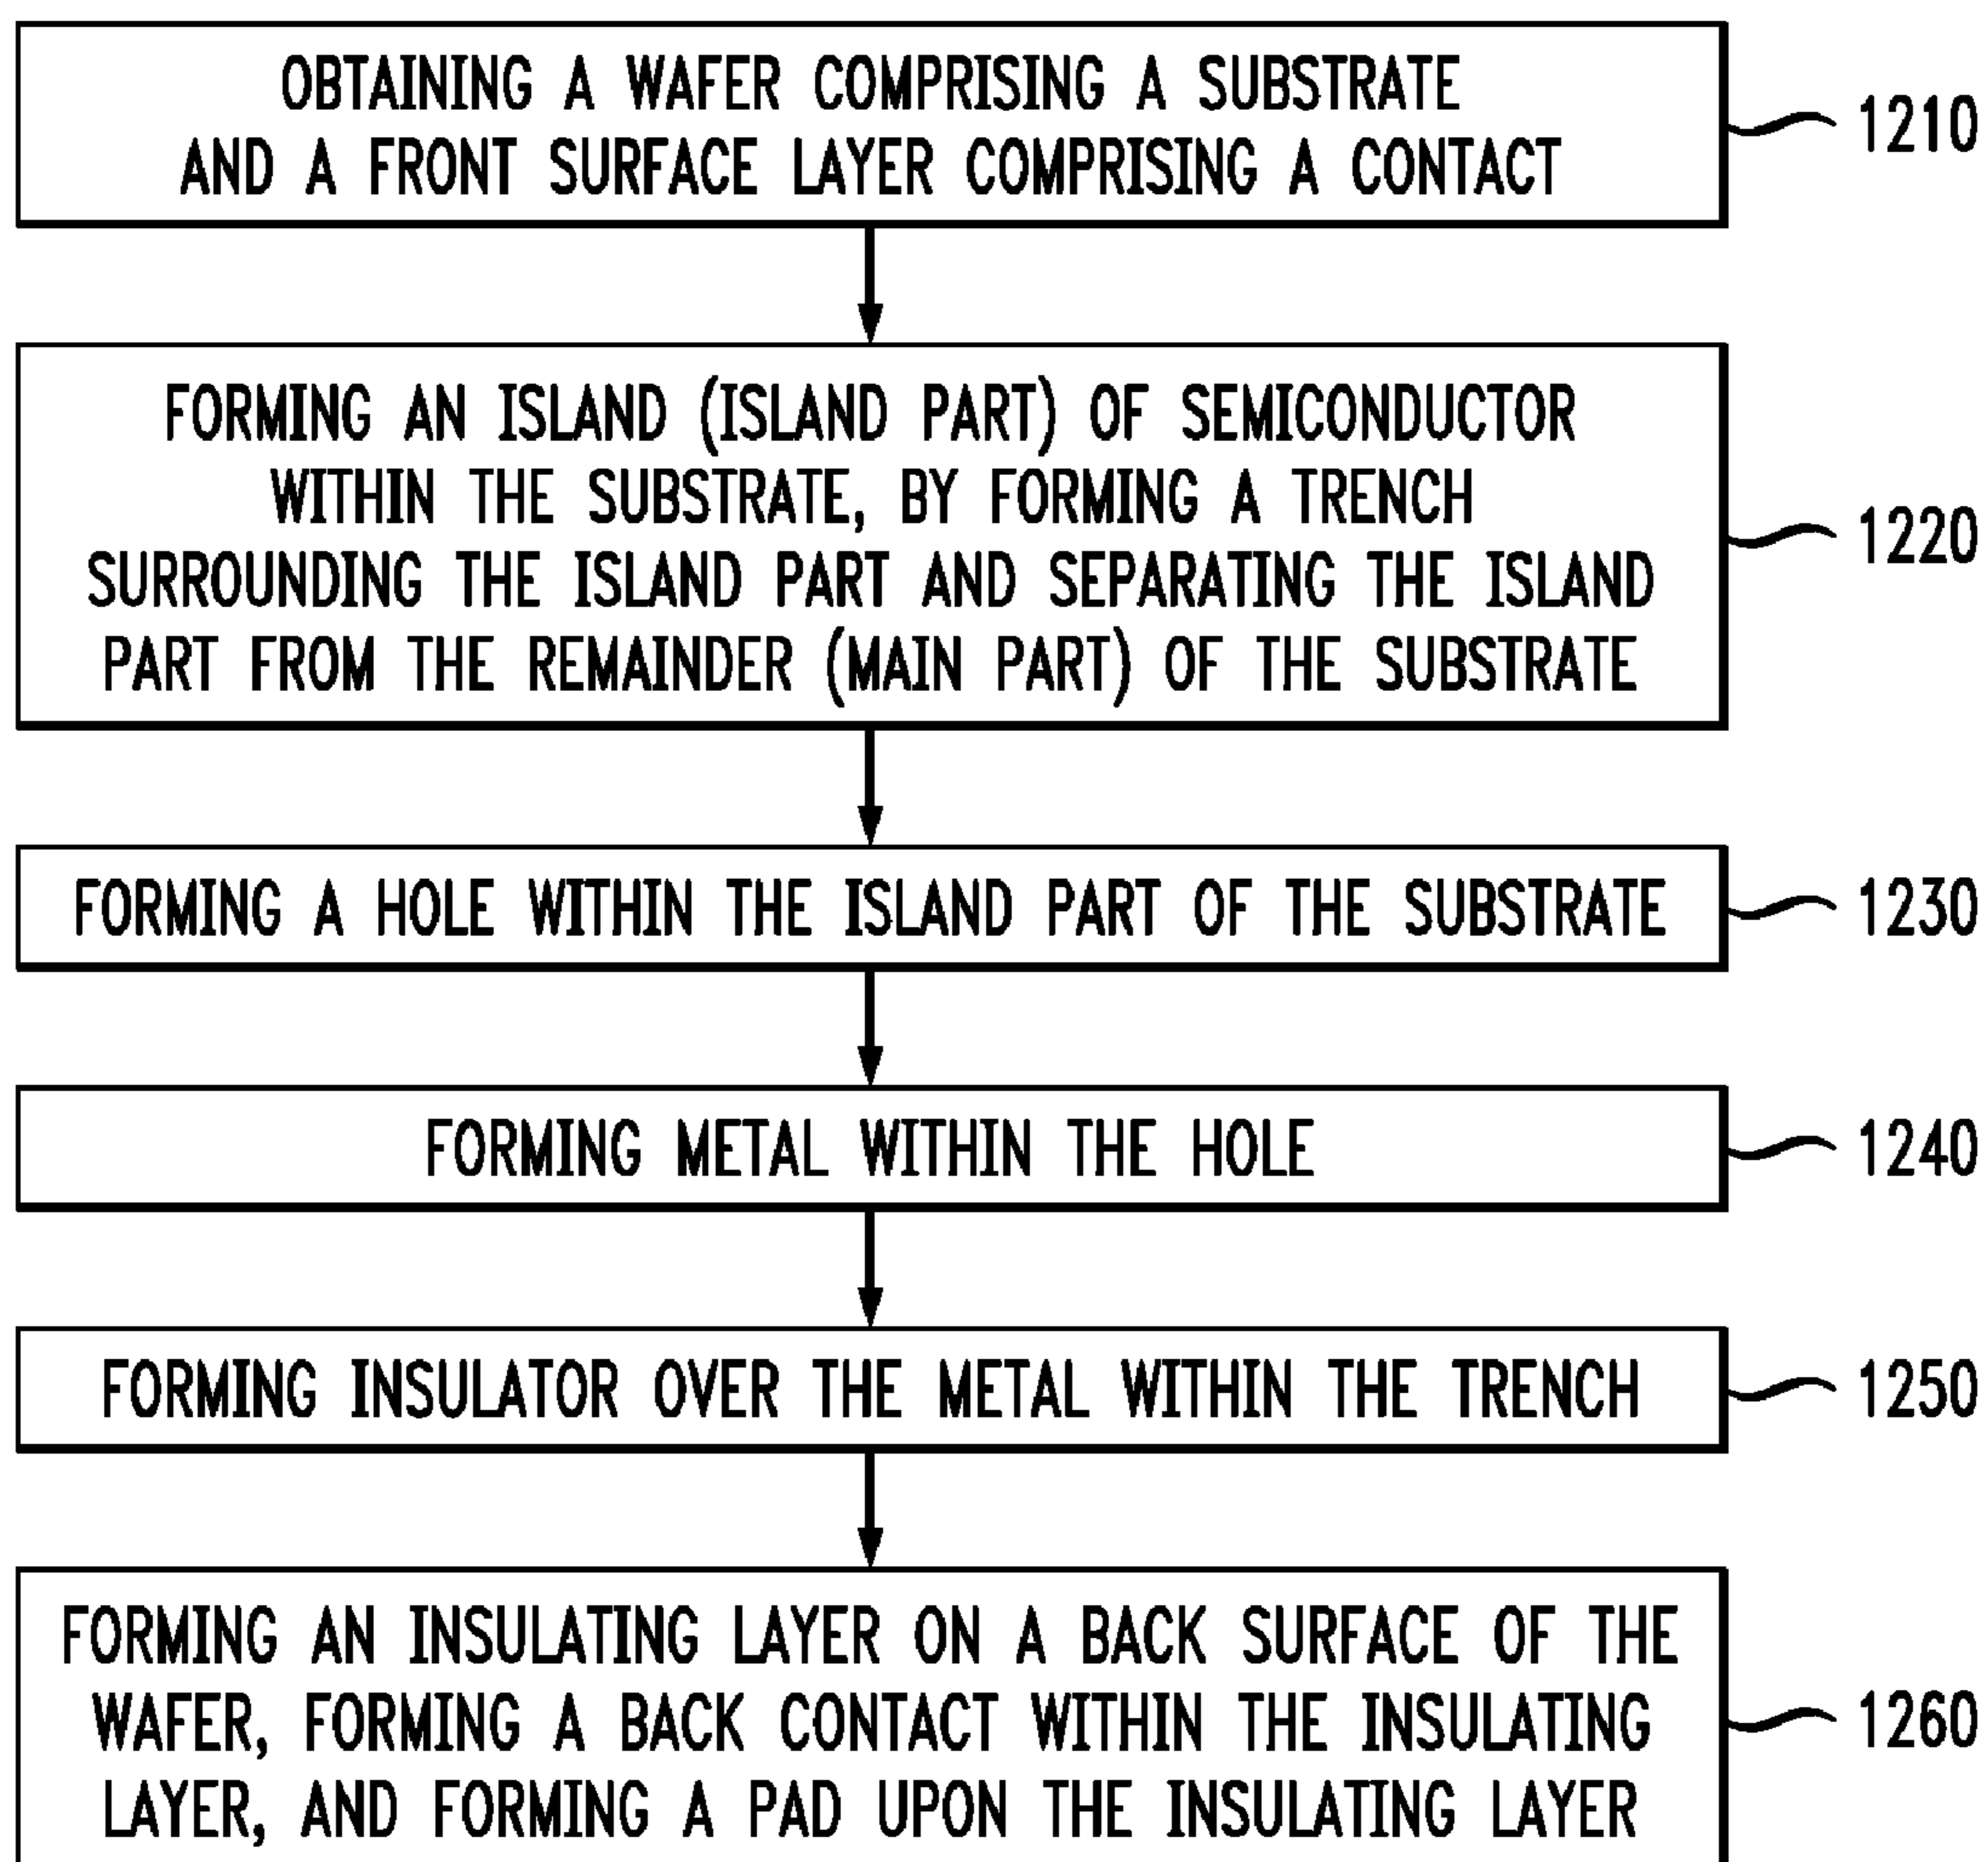 OBTAINING A WAFER COMPRISING A SUBSTRATE
AND A FRONT SURFACE LAYER COMPRISING A CONTACT
1210
FORMING AN ISLAND (ISLAND PART) OF SEMICONDUCTOR
WITHIN THE SUBSTRATE, BY FORMING A TRENCH
SURROUNDING THE ISLAND PART AND SEPARATING THE ISLAND
PART FROM THE REMAINDER (MAIN PART) OF THE SUBSTRATE
1220
FORMING A HOLE WITHIN THE ISLAND PART OF THE SUBSTRATE
1230
FORMING METAL WITHIN THE HOLE
1240
FORMING INSULATOR OVER THE METAL WITHIN THE TRENCH
1250
FORMING AN INSULATING LAYER ON A BACK SURFACE OF THE
WAFER, FORMING A BACK CONTACT WITHIN THE INSULATING
LAYER, AND FORMING A PAD UPON THE INSULATING LAYER
1260